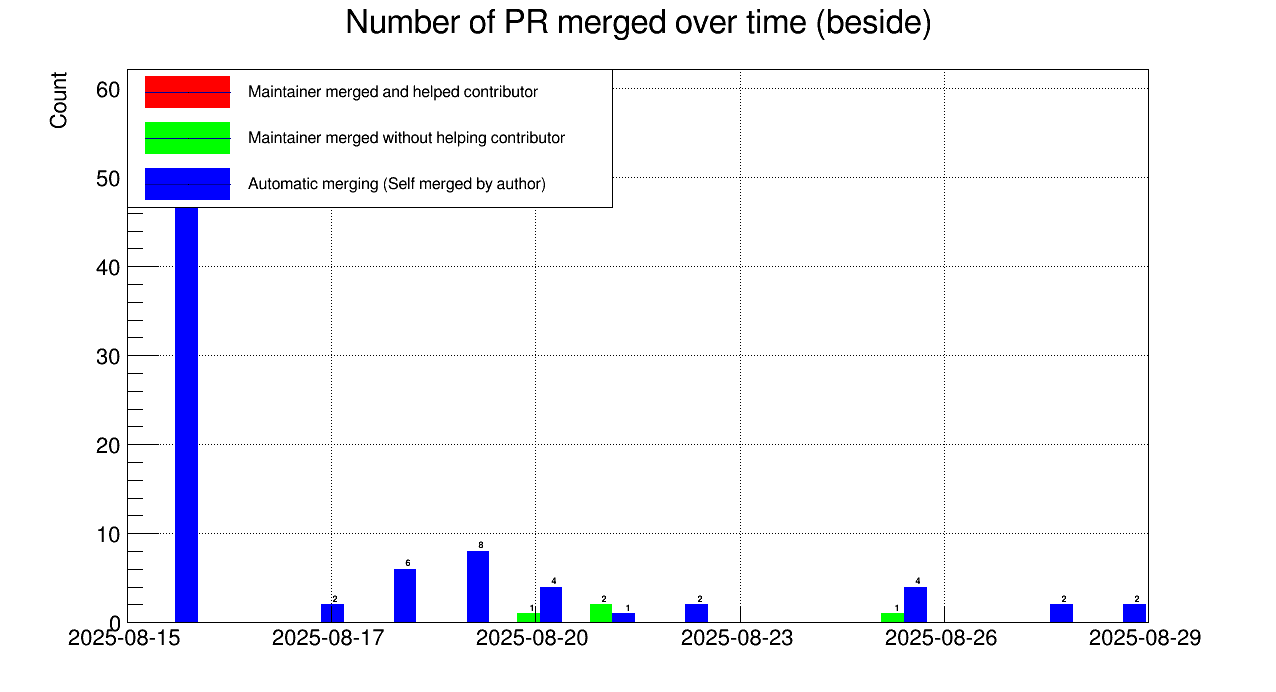 Number of PR merged over time (beside)
Count
Maintainer merged and helped contributor
Maintainer merged without helping contributor
Automatic merging (Self merged by author)
60
50
40
30
20
10
0
2 6 8 1 4 2 1 2 1 4 2 2
2025-08-15 2025-08-17 2025-08-20 2025-08-23 2025-08-26 2025-08-29